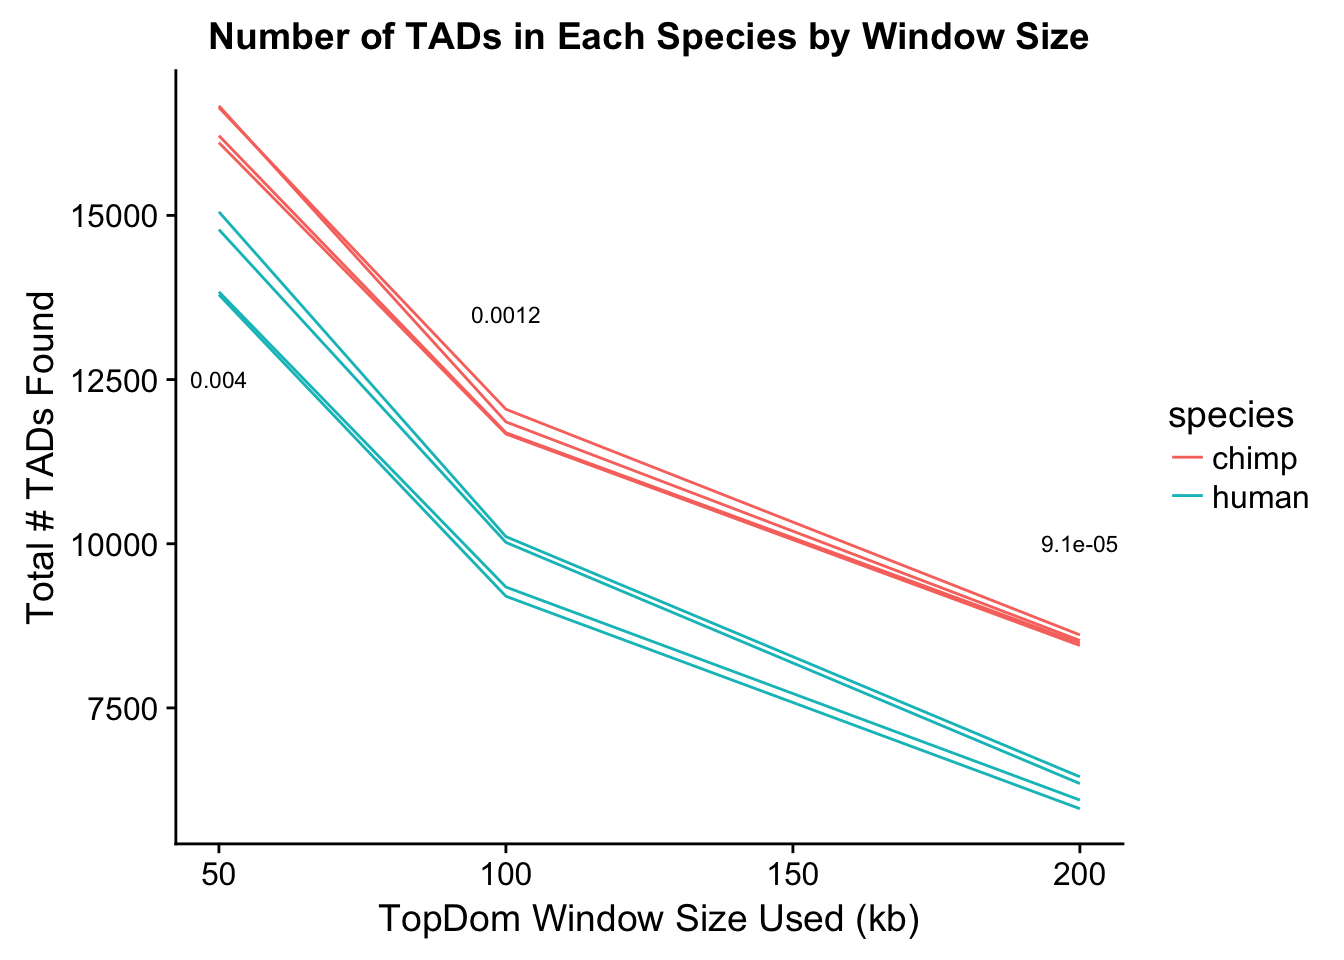 Number of TADs in Each Species by Window Size
Total # TADs Found
15000
12500
10000
7500
0.004
0.0012
9.1e-05
50
100
150
200
TopDom Window Size Used (kb)
species
chimp
human